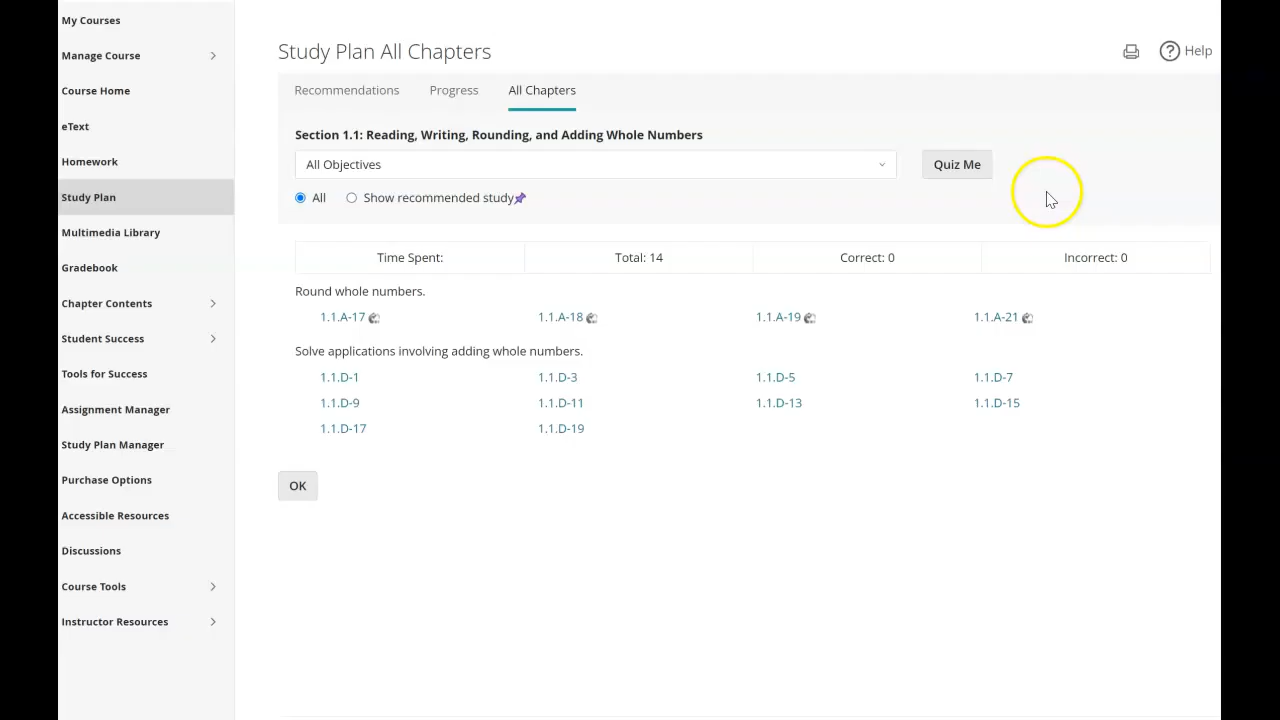 My Courses
Manage Course
Course Home
eText
Homework
Study Plan
Multimedia Library
Gradebook
Chapter Contents
Student Success
Tools for Success
Assignment Manager
Study Plan Manager
Purchase Options
Accessible Resources
Discussions
Course Tools
Instructor Resources
Study Plan All Chapters
Help
Recommendations Progress All Chapters
Section 1.1: Reading, Writing, Rounding, and Adding Whole Numbers
All Objectives
Quiz Me
All Show recommended study
Time Spent: Total: 14 Correct: 0 Incorrect: 0
Round whole numbers.
1.1.A-17 1.1.A-18 1.1.A-19 1.1.A-21
Solve applications involving adding whole numbers.
1.1.D-1 1.1.D-3 1.1.D-5 1.1.D-7
1.1.D-9 1.1.D-11 1.1.D-13 1.1.D-15
1.1.D-17 1.1.D-19
OK